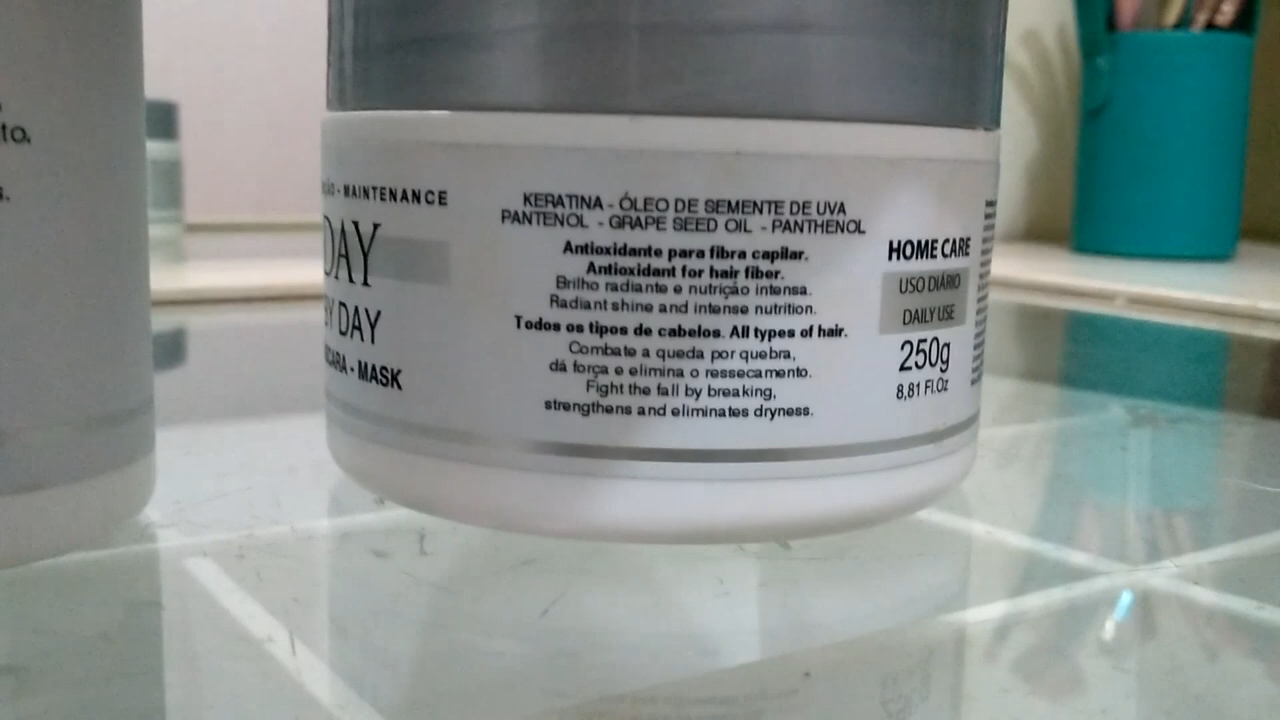 to.
s.
- MAINTENANCE
DAY
BY DAY
- MASK
KERATINA - ÓLEO DE SEMENTE DE UVA
PANTENOL - GRAPE SEED OIL - PANTHENOL
Antioxidante para fibra capilar.
Antioxidant for hair fiber.
Brilho radiante e nutrição intensa.
Radiant shine and intense nutrition.
Todos os tipos de cabelos. All types of hair.
Combate a queda por quebra,
dá força e elimina o ressecamento.
Fight the fall by breaking,
strengthens and eliminates dryness.
HOME CARE
USO DIÁRIO
DAILY USE
250g
8,81 Fl.Oz